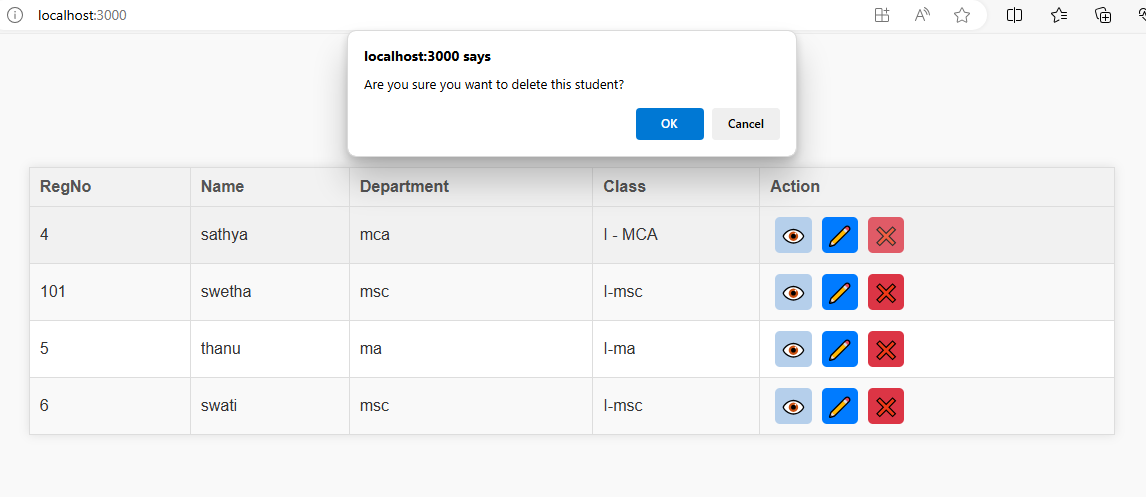 localhost:3000
localhost:3000 says
Are you sure you want to delete this student?
OK Cancel
RegNo Name Department Class Action
4 sathya mca I - MCA
101 swetha msc I-msc
5 thanu ma I-ma
6 swati msc I-msc